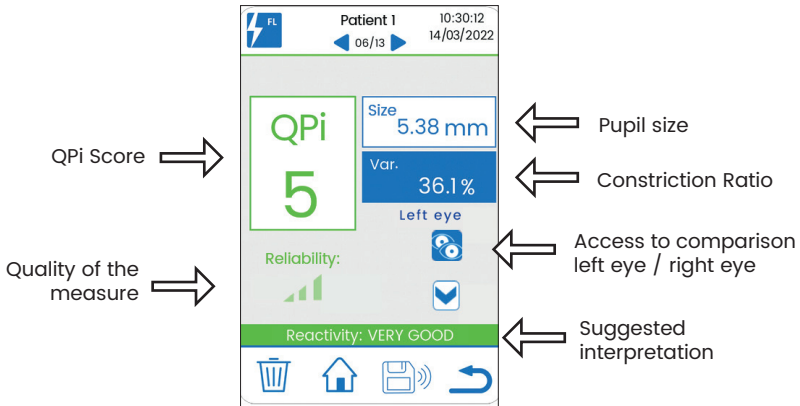 FL
Patient 1
06/13
10:30:12
14/03/2022
QPi
5
Size
5.38 mm
Var.
36.1 %
Left eye
Reliability:
Reactivity: VERY GOOD
QPi Score
Quality of the
measure
Pupil size
Constriction Ratio
Access to comparison
left eye / right eye
Suggested
interpretation